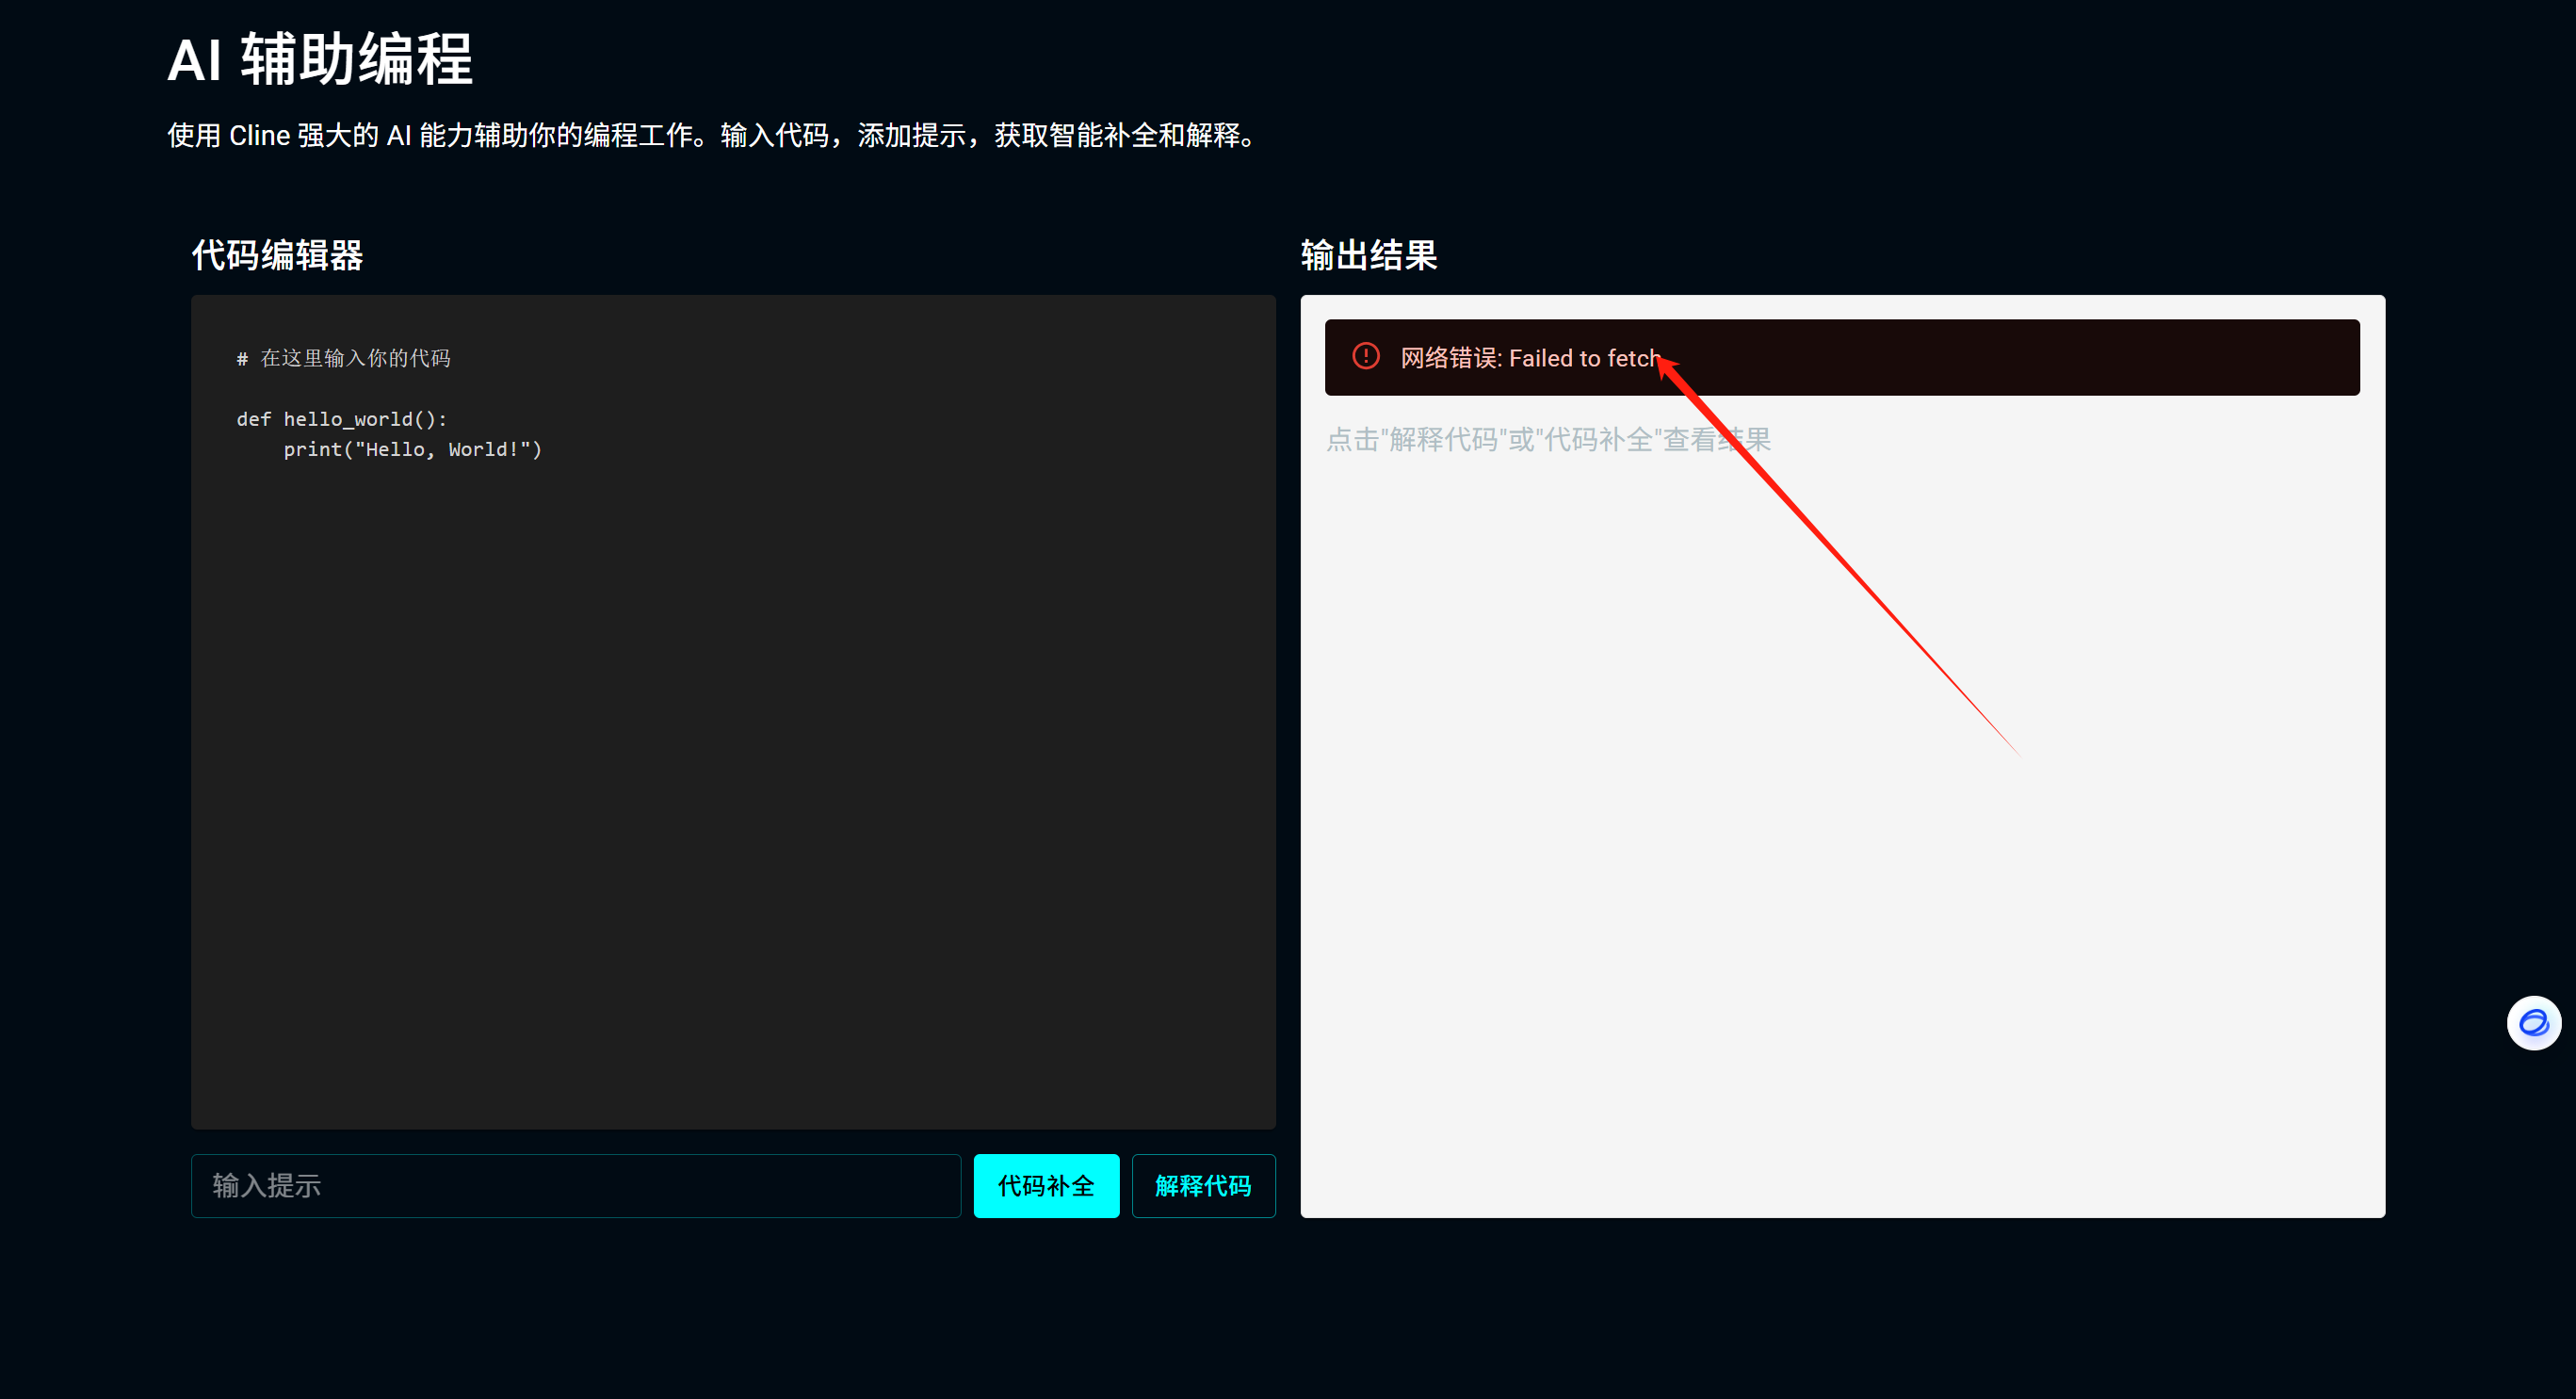 AI 辅助编程
使用 Cline 强大的 AI 能力辅助你的编程工作。输入代码，添加提示，获取智能补全和解释。
代码编辑器
# 在这里输入你的代码
def hello_world():
    print("Hello, World!")
输入提示
代码补全
解释代码
输出结果
网络错误: Failed to fetch
点击"解释代码"或"代码补全"查看结果